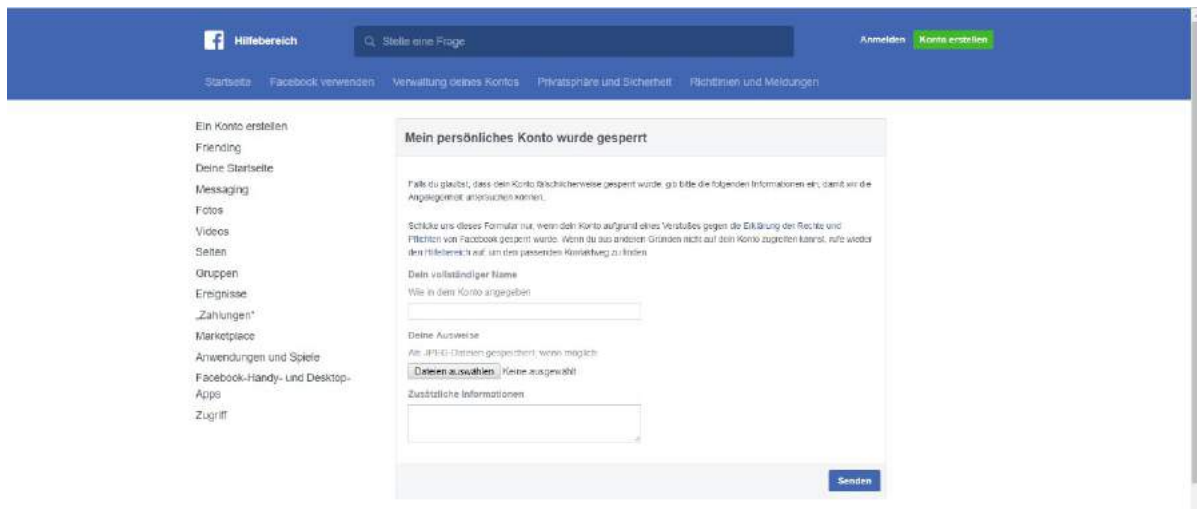 Hilfebereich
Stelle eine Frage
Anmelden
Konto erstellen
Startseite
Facebook verwenden
Verwaltung deines Kontos
Privatsphäre und Sicherheit
Richtlinien und Meldungen
Ein Konto erstellen
Friending
Deine Startseite
Messaging
Fotos
Videos
Seiten
Gruppen
Ereignisse
„Zahlungen“
Marketplace
Anwendungen und Spiele
Facebook-Handy- und Desktop-
Apps
Zugriff
Mein persönliches Konto wurde gesperrt
Falls du glaubst, dass dein Konto fälschlicherweise gesperrt wurde, gib bitte die folgenden Informationen ein, damit wir die
Angelegenheit untersuchen können.
Schicke uns dieses Formular nur, wenn dein Konto aufgrund eines Verstoßes gegen die Erklärung der Rechte und
Pflichten von Facebook gesperrt wurde. Wenn du aus anderen Gründen nicht auf dein Konto zugreifen kannst, rufe wieder
den Hilfebereich auf, um den passenden Kontaktweg zu finden.
Dein vollständiger Name
Wie in dem Konto angegeben
Deine Ausweise
Als JPEG-Dateien gespeichert, wenn möglich
Dateien auswählen Keine ausgewählt
Zusätzliche Informationen
Senden